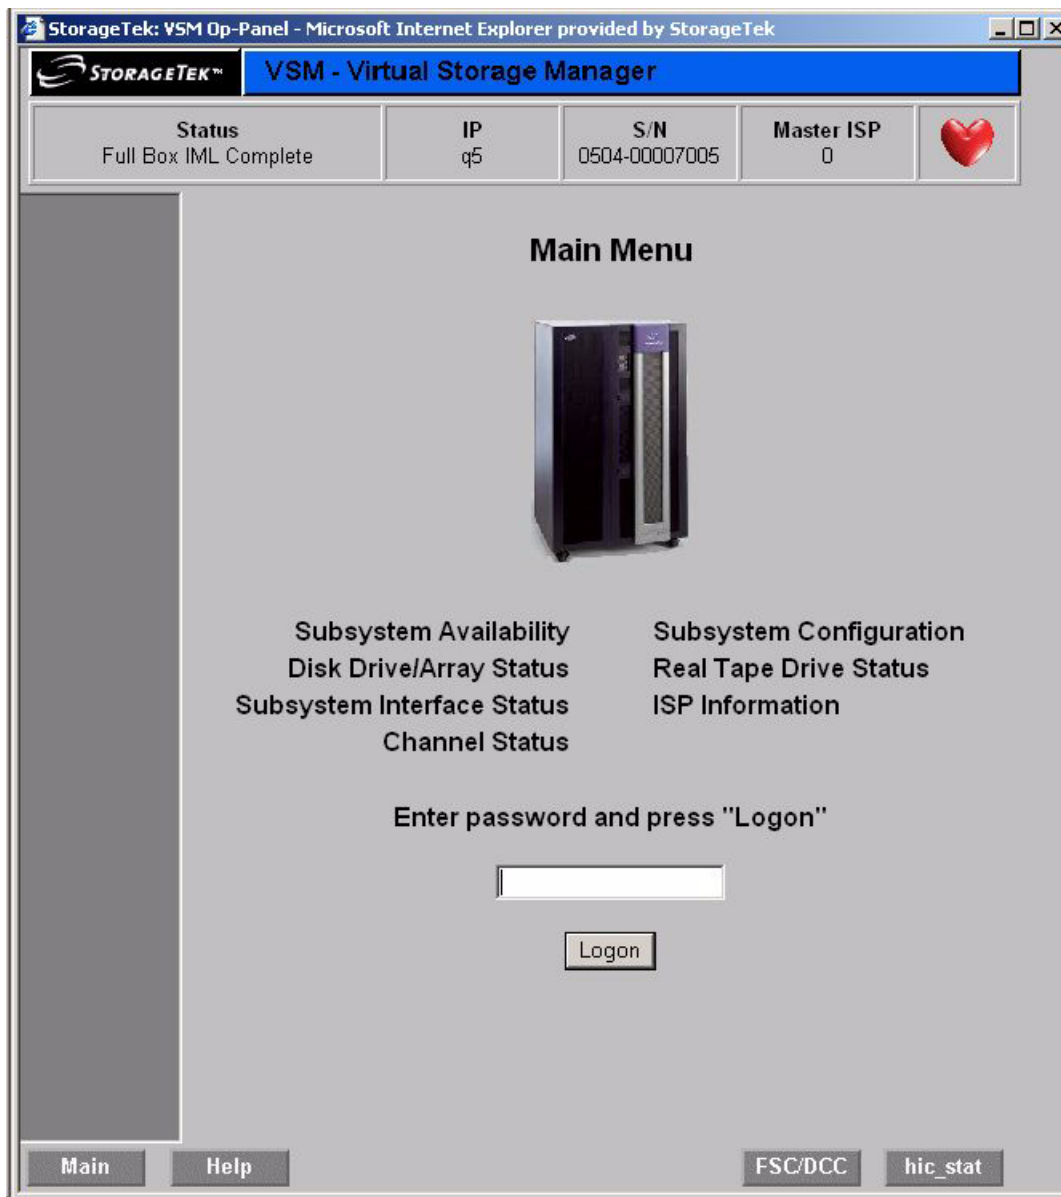 StorageTek: VSM Op-Panel - Microsoft Internet Explorer provided by StorageTek
STORAGETEK™ VSM - Virtual Storage Manager
Status IP S/N Master ISP
Full Box IML Complete q5 0504-00007005 0
Main Menu
Subsystem Availability Subsystem Configuration
Disk Drive/Array Status Real Tape Drive Status
Subsystem Interface Status ISP Information
Channel Status
Enter password and press "Logon"
Logon
Main Help FSC/DCC hic_stat